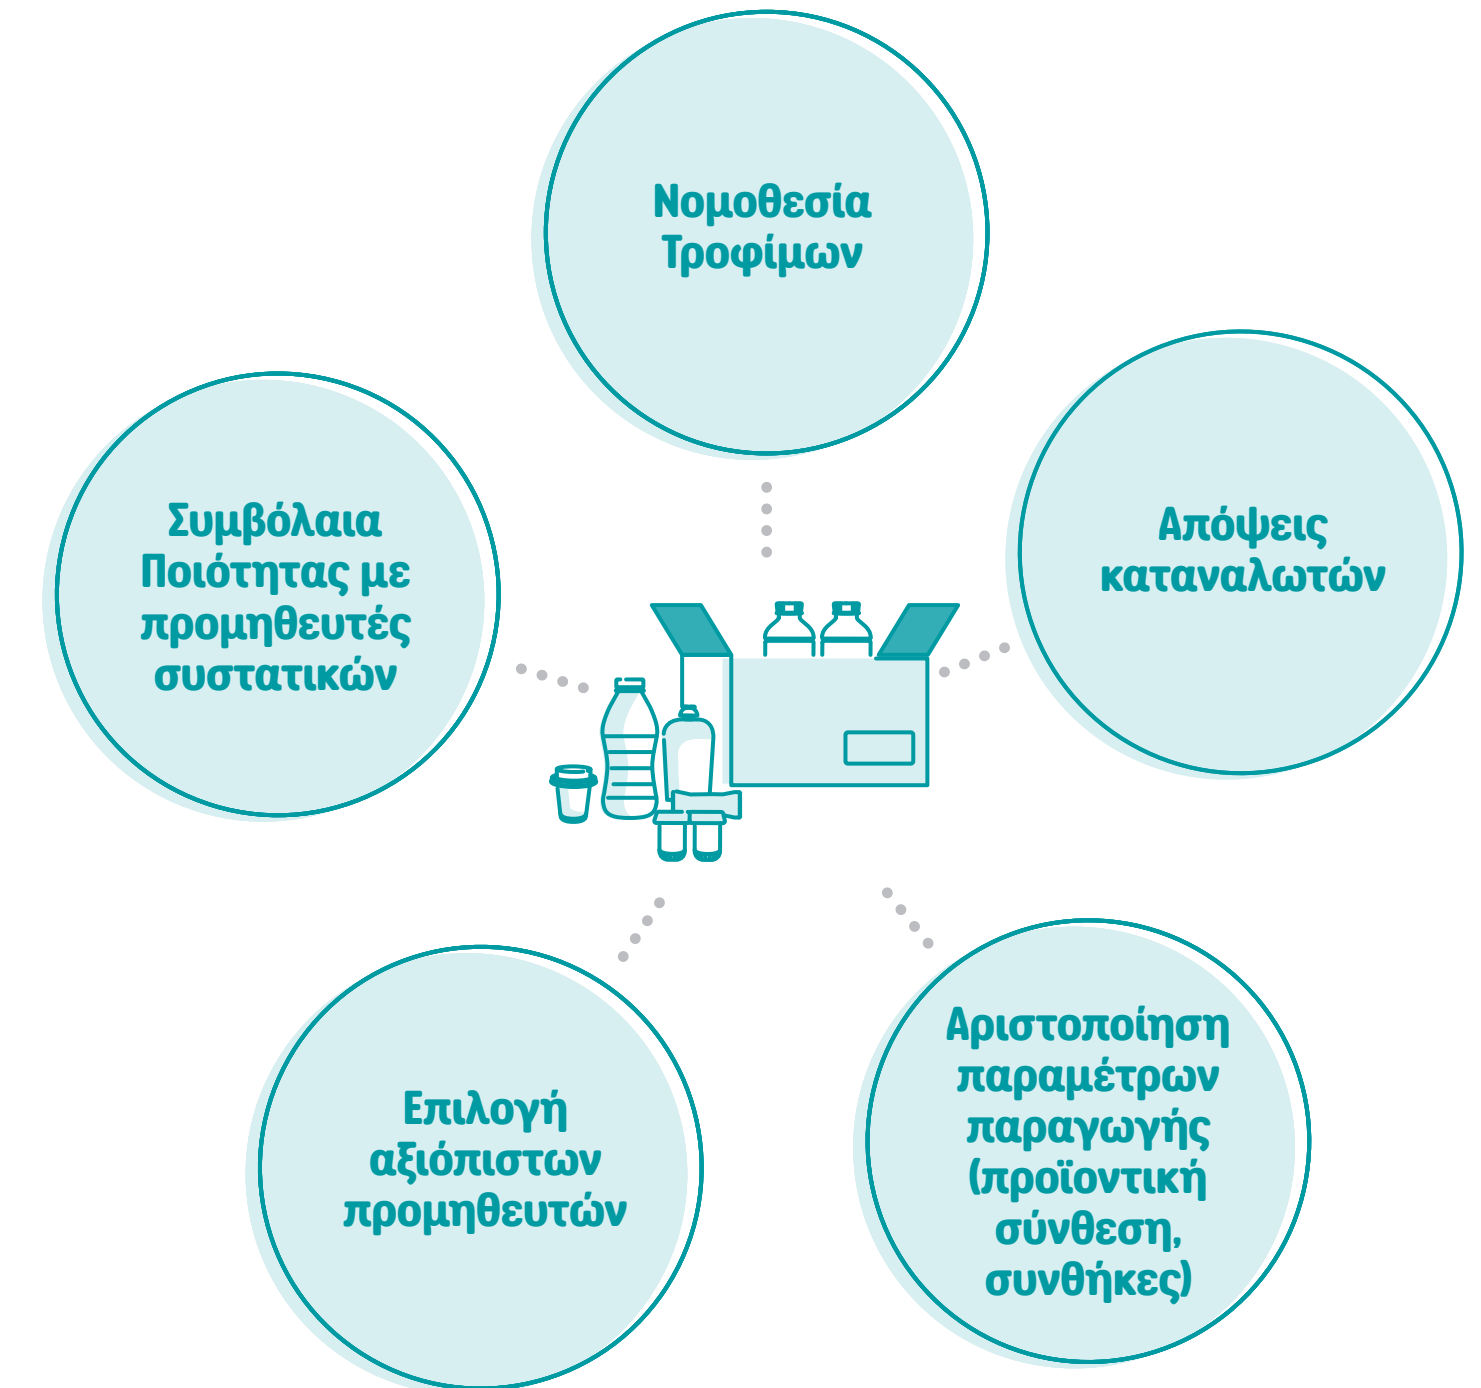 Νομοθεσία
Τροφίμων
Συμβόλαια
Ποιότητας με
προμηθευτές
συστατικών
Απόψεις
καταναλωτών
Επιλογή
αξιόπιστων
προμηθευτών
Αριστοποίηση
παραμέτρων
παραγωγής
(προϊοντική
σύνθεση,
συνθήκες)